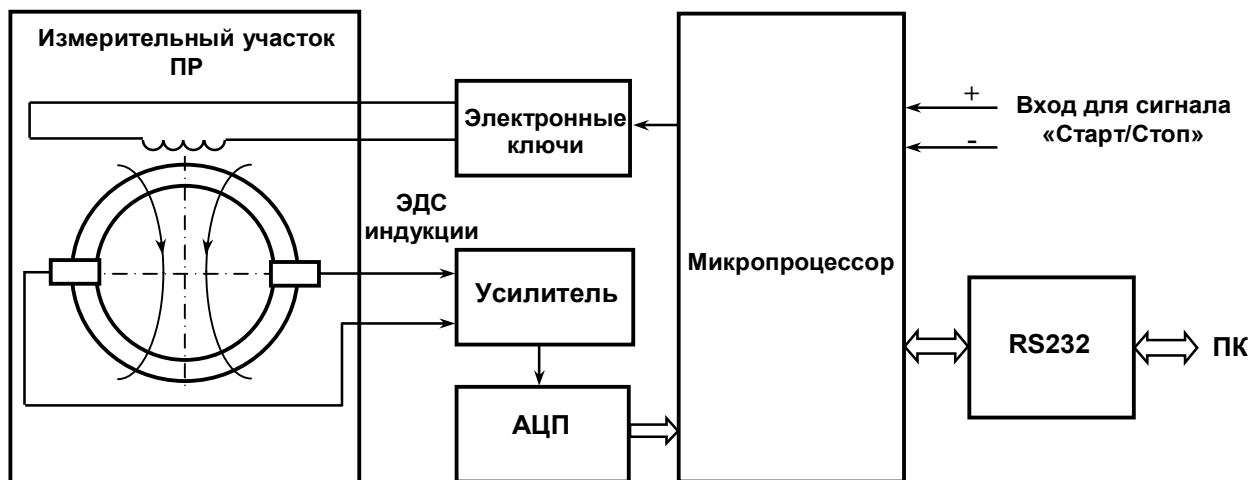 Измерительный участок
ПР
Электронные
ключи
ЭДС
индукции
Усилитель
АЦП
Микропроцессор
+
-
Вход для сигнала
«Старт/Стоп»
RS232
ПК